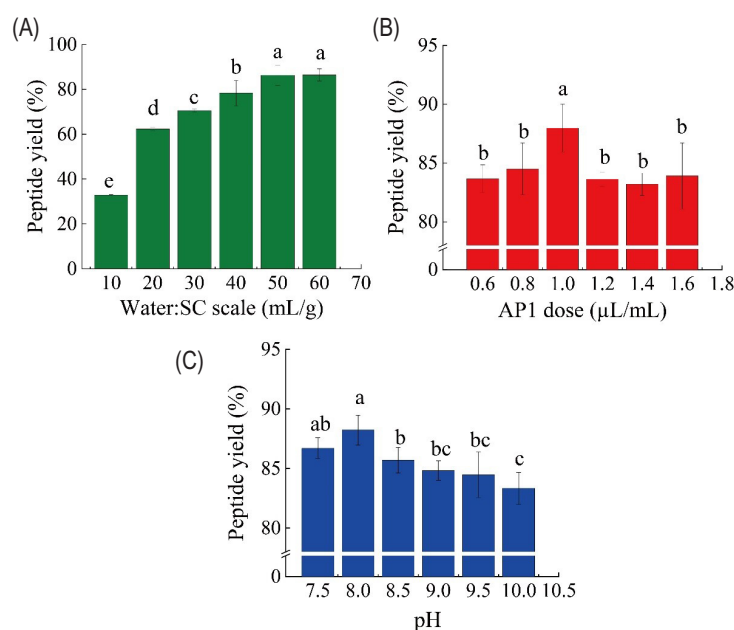 (A)
Peptide yield (%)
100
80
60
40
20
0
e
d
c
b
a
a
10 20 30 40 50 60 70
Water:SC scale (mL/g)
(B)
Peptide yield (%)
95
90
85
80
0
b
b
a
b
b
b
0.6 0.8 1.0 1.2 1.4 1.6 1.8
AP1 dose (µL/mL)
(C)
Peptide yield (%)
95
90
85
80
0
ab
a
b
bc
bc
c
7.5 8.0 8.5 9.0 9.5 10.0 10.5
pH